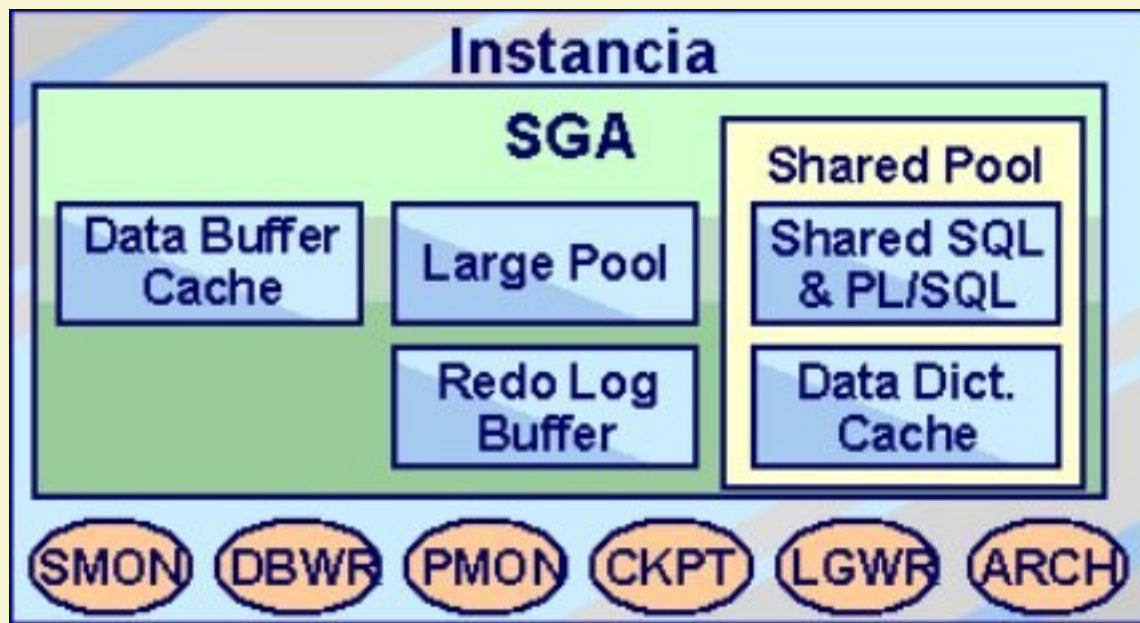 Instancia
SGA
Shared Pool
Data Buffer
Cache
Large Pool
Shared SQL
& PL/SQL
Redo Log
Buffer
Data Dict.
Cache
SMON
DBWR
PMON
CKPT
LGWR
ARCH